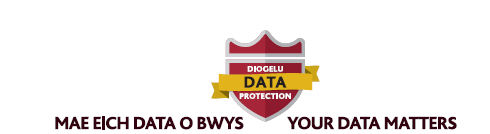 DIOGELU
DATA
PROTECTION
MAE EICH DATA O BWYS YOUR DATA MATTERS